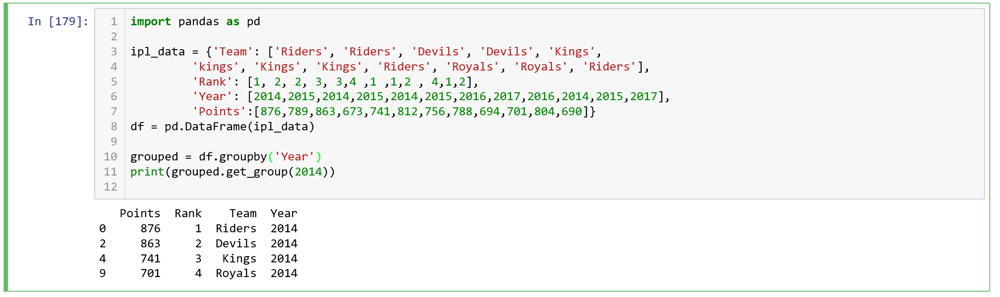 In [179]:
1 import pandas as pd
2
3 ipl_data = {'Team': ['Riders', 'Riders', 'Devils', 'Devils', 'Kings',
4          'kings', 'Kings', 'Kings', 'Riders', 'Royals', 'Royals', 'Riders'],
5          'Rank': [1, 2, 2, 3, 3,4 ,1 ,1,2 , 4,1,2],
6          'Year': [2014,2015,2014,2015,2014,2015,2016,2017,2016,2014,2015,2017],
7          'Points':[876,789,863,673,741,812,756,788,694,701,804,690]}
8 df = pd.DataFrame(ipl_data)
9
10 grouped = df.groupby('Year')
11 print(grouped.get_group(2014))
12
   Points  Rank    Team  Year
0     876     1  Riders  2014
2     863     2  Devils  2014
4     741     3   Kings  2014
9     701     4  Royals  2014